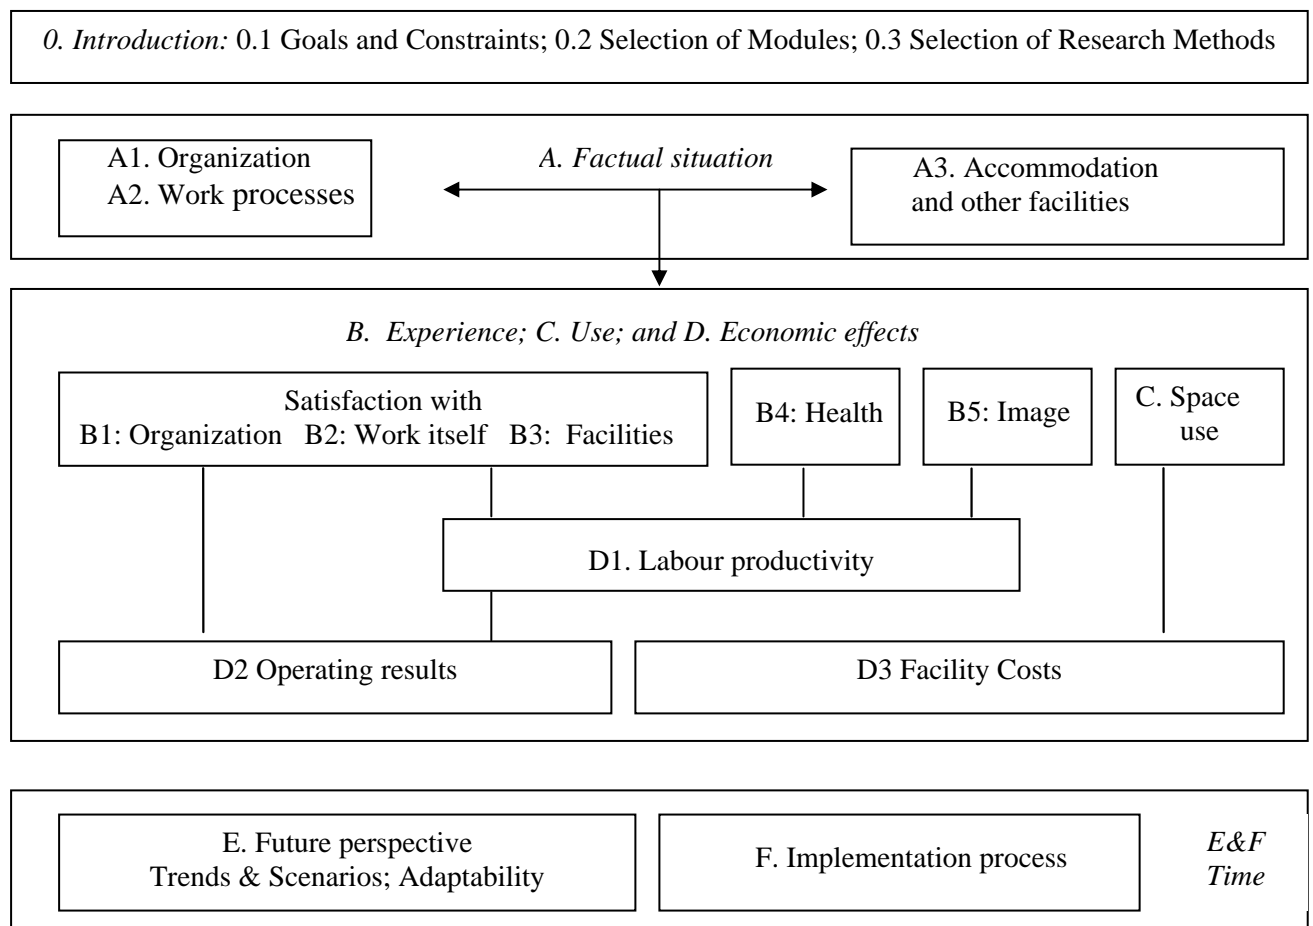 0. Introduction: 0.1 Goals and Constraints; 0.2 Selection of Modules; 0.3 Selection of Research Methods
A1. Organization
A2. Work processes
A. Factual situation
A3. Accommodation
and other facilities
B. Experience; C. Use; and D. Economic effects
Satisfaction with
B1: Organization B2: Work itself B3: Facilities
B4: Health
B5: Image
C. Space
use
D1. Labour productivity
D2 Operating results
D3 Facility Costs
E. Future perspective
Trends & Scenarios; Adaptability
F. Implementation process
E&F
Time